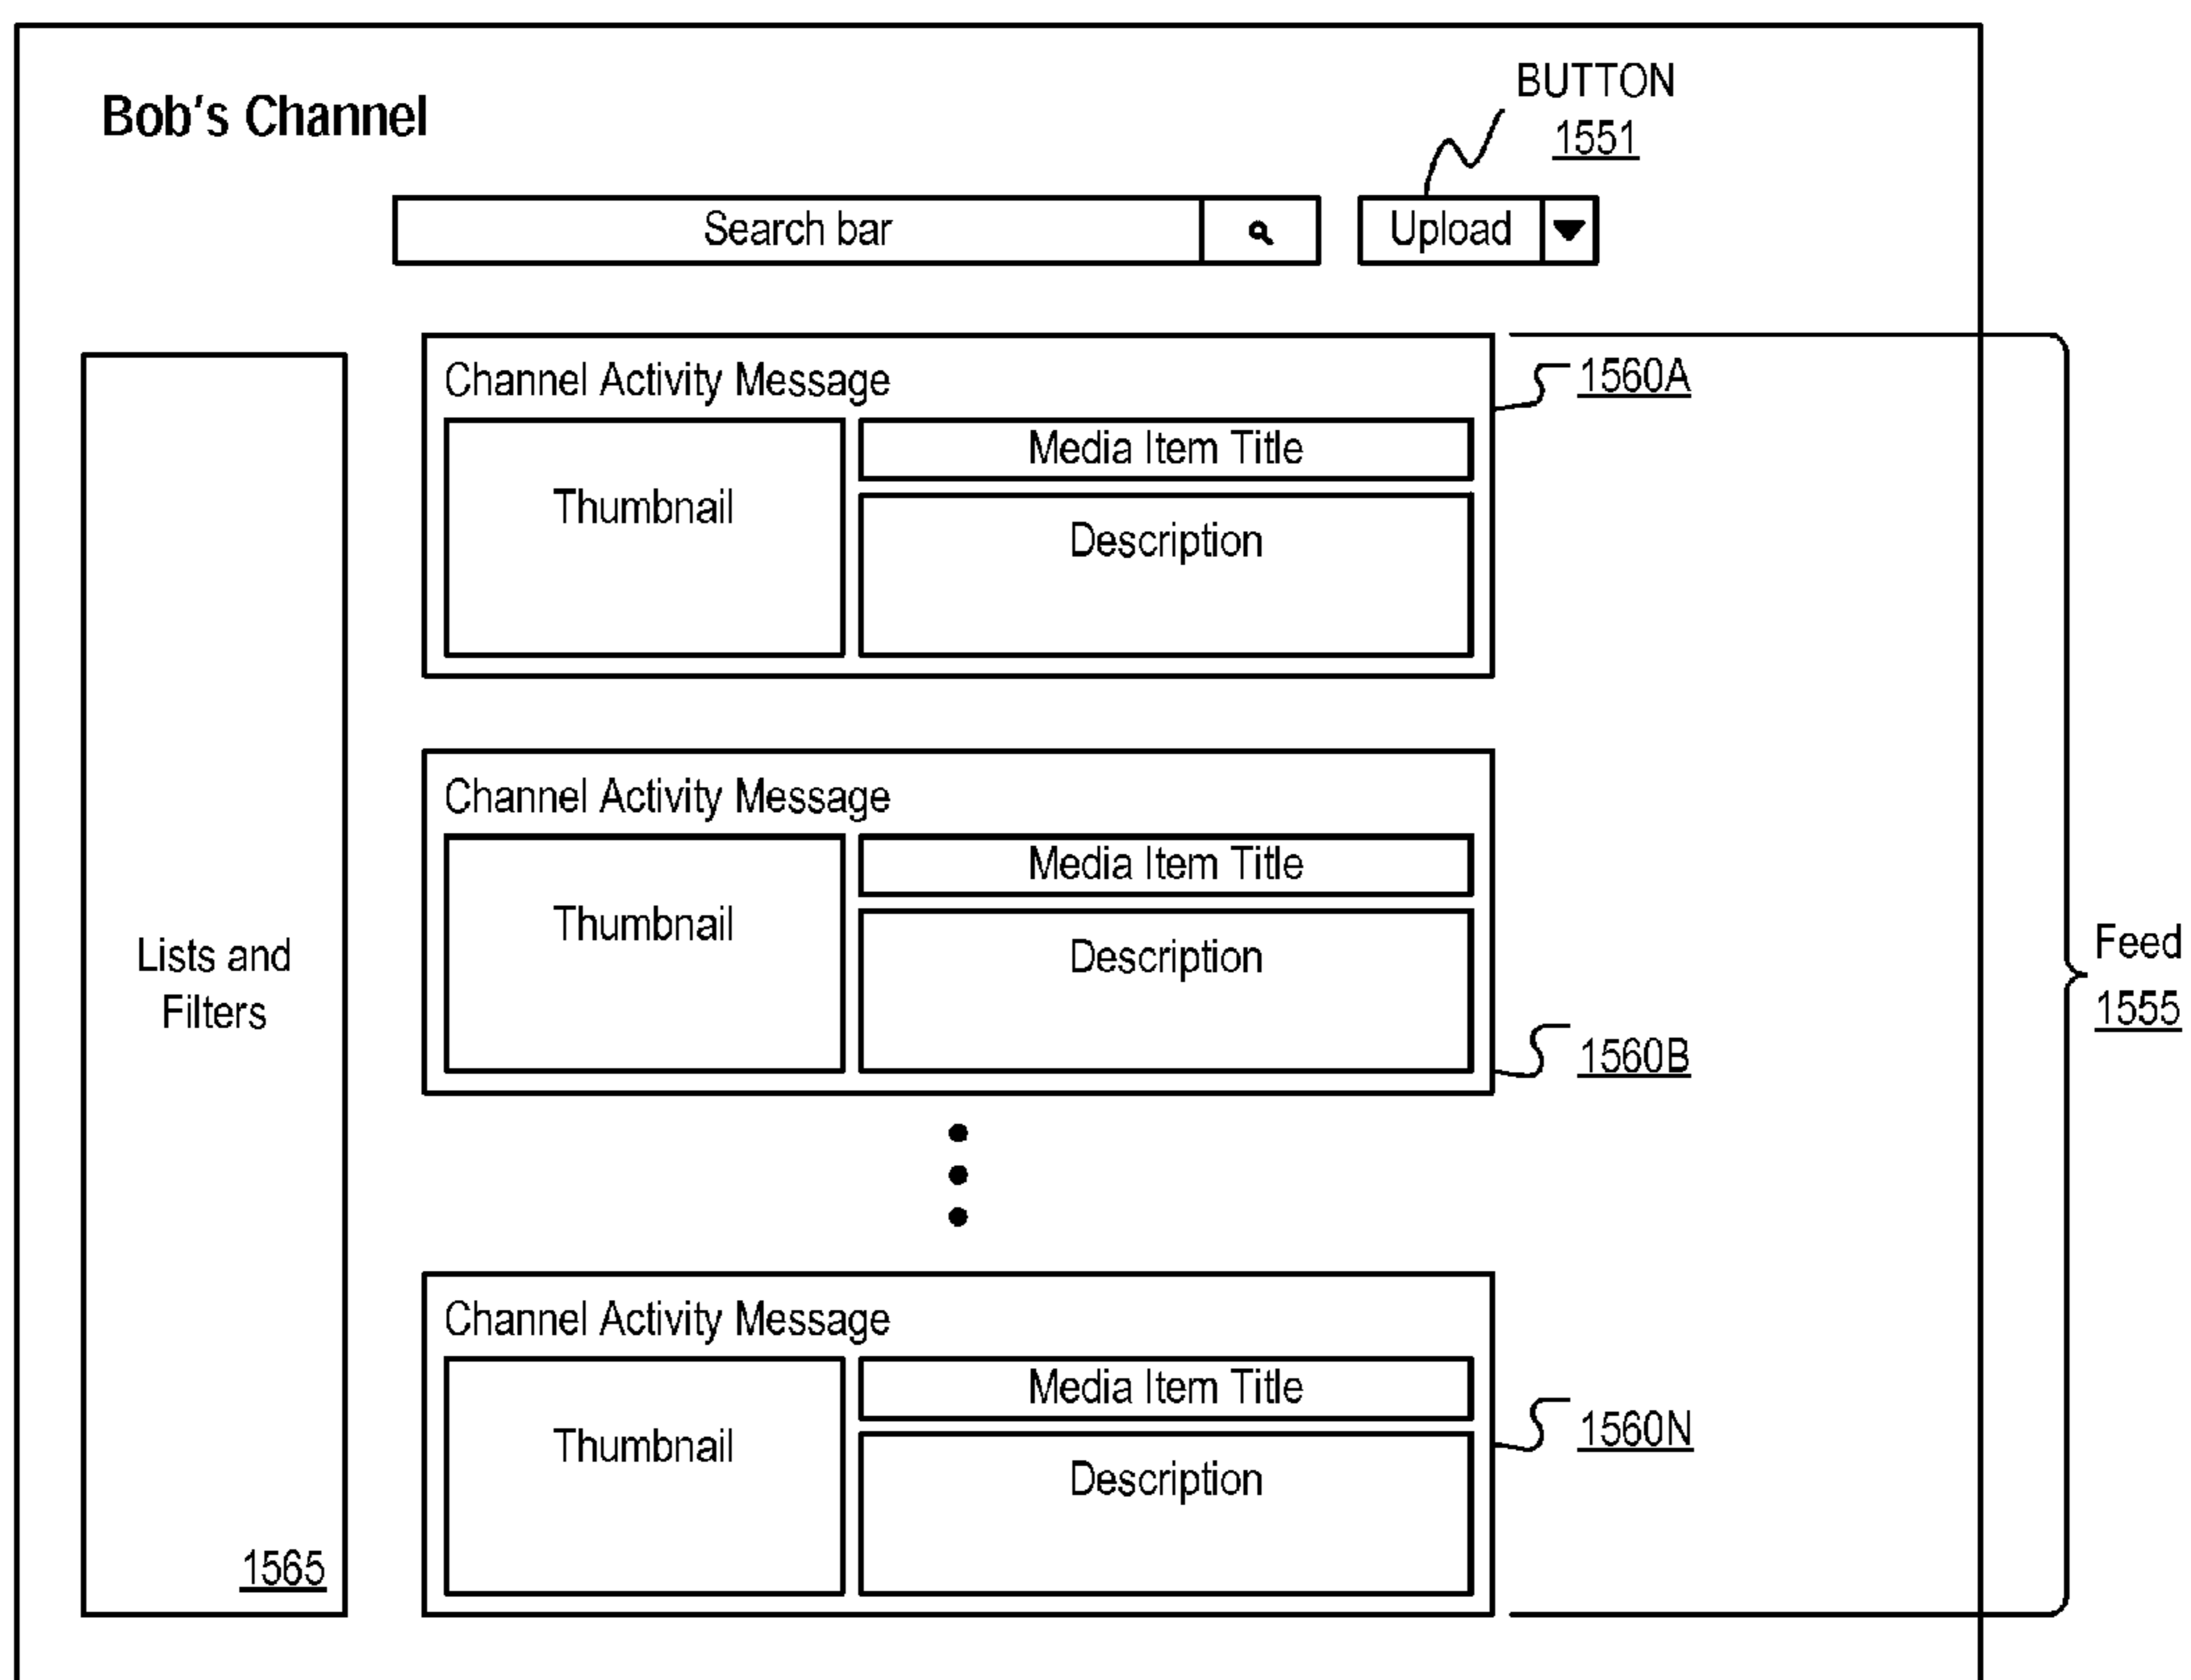 Bob's Channel
BUTTON
1551
Search bar
Upload
Channel Activity Message
1560A
Thumbnail
Media Item Title
Description
Channel Activity Message
Thumbnail
Media Item Title
Description
1560B
Lists and
Filters
Feed
1555
Channel Activity Message
Thumbnail
Media Item Title
Description
1560N
1565